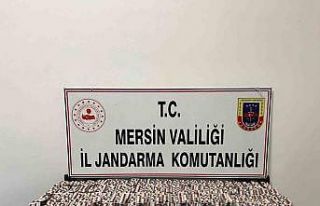 T.C.
MERSİN VALİLİĞİ
İL JANDARMA KOMUTANLIĞI